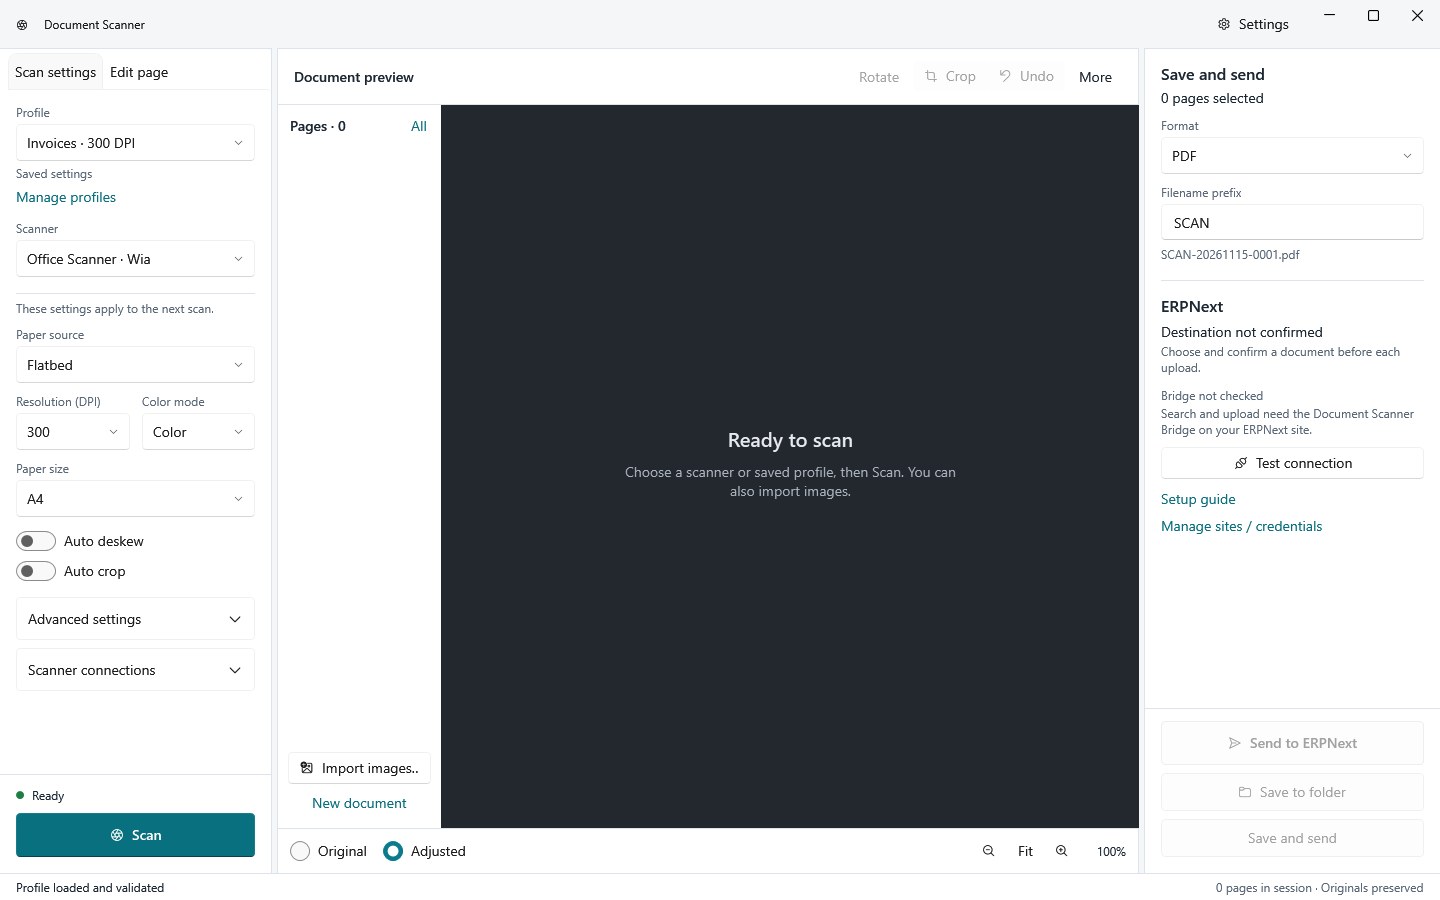 Document Scanner
Settings
Scan settings
Edit page
Profile
Invoices · 300 DPI
Saved settings
Manage profiles
Scanner
Office Scanner · Wia
These settings apply to the next scan.
Paper source
Flatbed
Resolution (DPI)
Color mode
300
Color
Paper size
A4
Auto deskew
Auto crop
Advanced settings
Scanner connections
Ready
Scan
Profile loaded and validated
Document preview
Rotate
Crop
Undo
More
Pages · 0
All
Ready to scan
Choose a scanner or saved profile, then Scan. You can
also import images.
Import images..
New document
Original
Adjusted
Fit
100%
Save and send
0 pages selected
Format
PDF
Filename prefix
SCAN
SCAN-20261115-0001.pdf
ERPNext
Destination not confirmed
Choose and confirm a document before each
upload.
Bridge not checked
Search and upload need the Document Scanner
Bridge on your ERPNext site.
Test connection
Setup guide
Manage sites / credentials
Send to ERPNext
Save to folder
Save and send
0 pages in session · Originals preserved